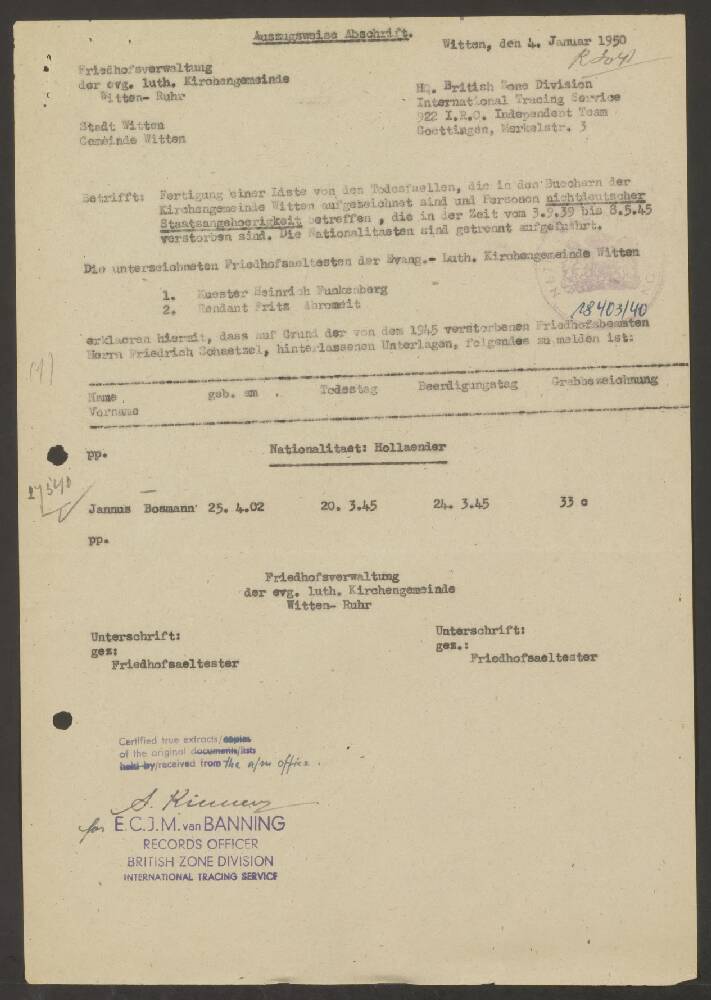 Auszugsweise Abschrift.
Witten, den 4. Januar 1950
Friedhofsverwaltung
der evg. luth. Kirchengemeinde
Witten- Ruhr
HQ. British Zone Division
International Tracing Service
922 I.R.O. Independent Team
Goettingen, Merkelstr. 3
Stadt Witten
Gemeinde Witten
Betrifft: Fertigung einer Liste von den Todesfaellen, die in den Buechern der
Kirchengemeinde Witten aufgezeichnet sind und Personen nichtdeutscher
Staatsangehoerigkeit betreffen , die in der Zeit vom 3.9.39 bis 8.5.45
verstorben sind. Die Nationalitaeten sind getrennt aufgefuehrt.
Die unterzeichneten Friedhofsaeltesten der Evang.- Luth. Kirchengemeinde Witten
1. Kuester Heinrich Funkenberg
2. Rendant Fritz Abromeit
18403/40
erklaeren hiermit, dass auf Grund der von dem 1945 verstorbenen Friedhofsbeamten
Herrn Friedrich Schaetzel, hinterlassenen Unterlagen, folgendes zu melden ist:
(1)
Name, geb. am . Todestag Beerdigungstag Grabbezeichnung
Vorname
pp. Nationalitaet: Hollaender
27540
Jannus Bosmann 25. 4.02 20. 3.45 24. 3.45 33 c
pp.
Friedhofsverwaltung
der evg. luth. Kirchengemeinde
Witten- Ruhr
Unterschrift: Unterschrift:
gez: gez.:
Friedhofsaeltester Friedhofsaeltester
Certified true extracts/copies
of the original documents/lists
held by/received from the a/m office.
for E.C.J.M. van BANNING
RECORDS OFFICER
BRITISH ZONE DIVISION
INTERNATIONAL TRACING SERVICE